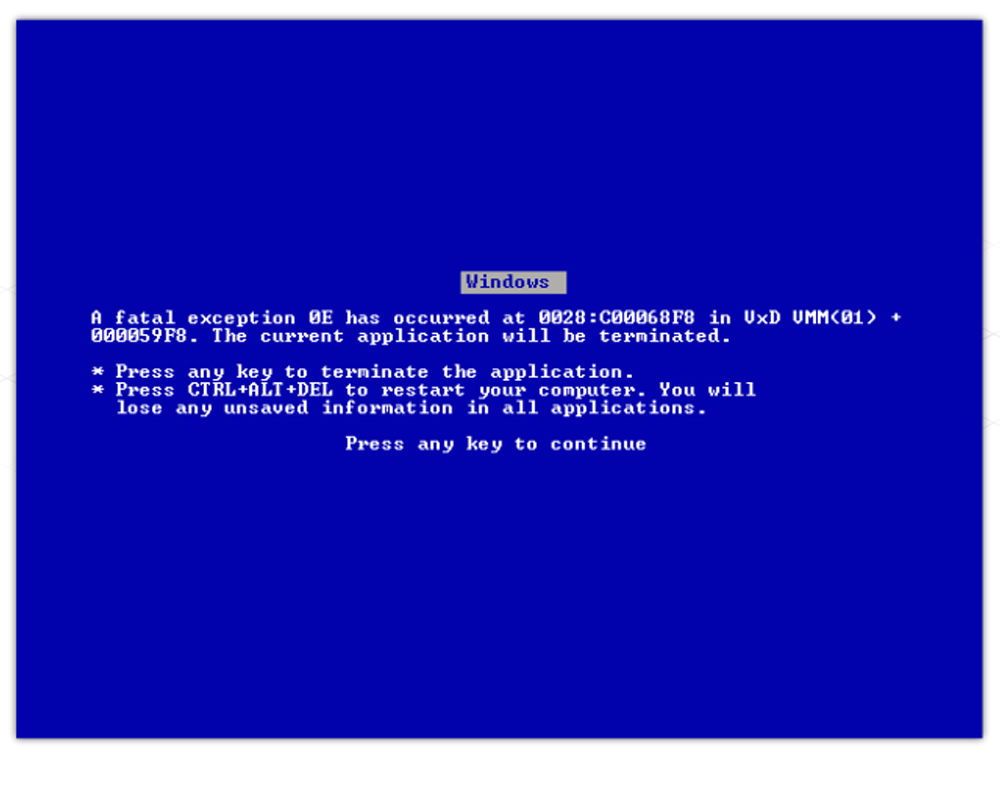 Windows
A fatal exception 0E has occurred at 0028:C00068F8 in VxD VMM(01) +
000059F8. The current application will be terminated.
* Press any key to terminate the application.
* Press CTRL+ALT+DEL to restart your computer. You will
lose any unsaved information in all applications.
Press any key to continue